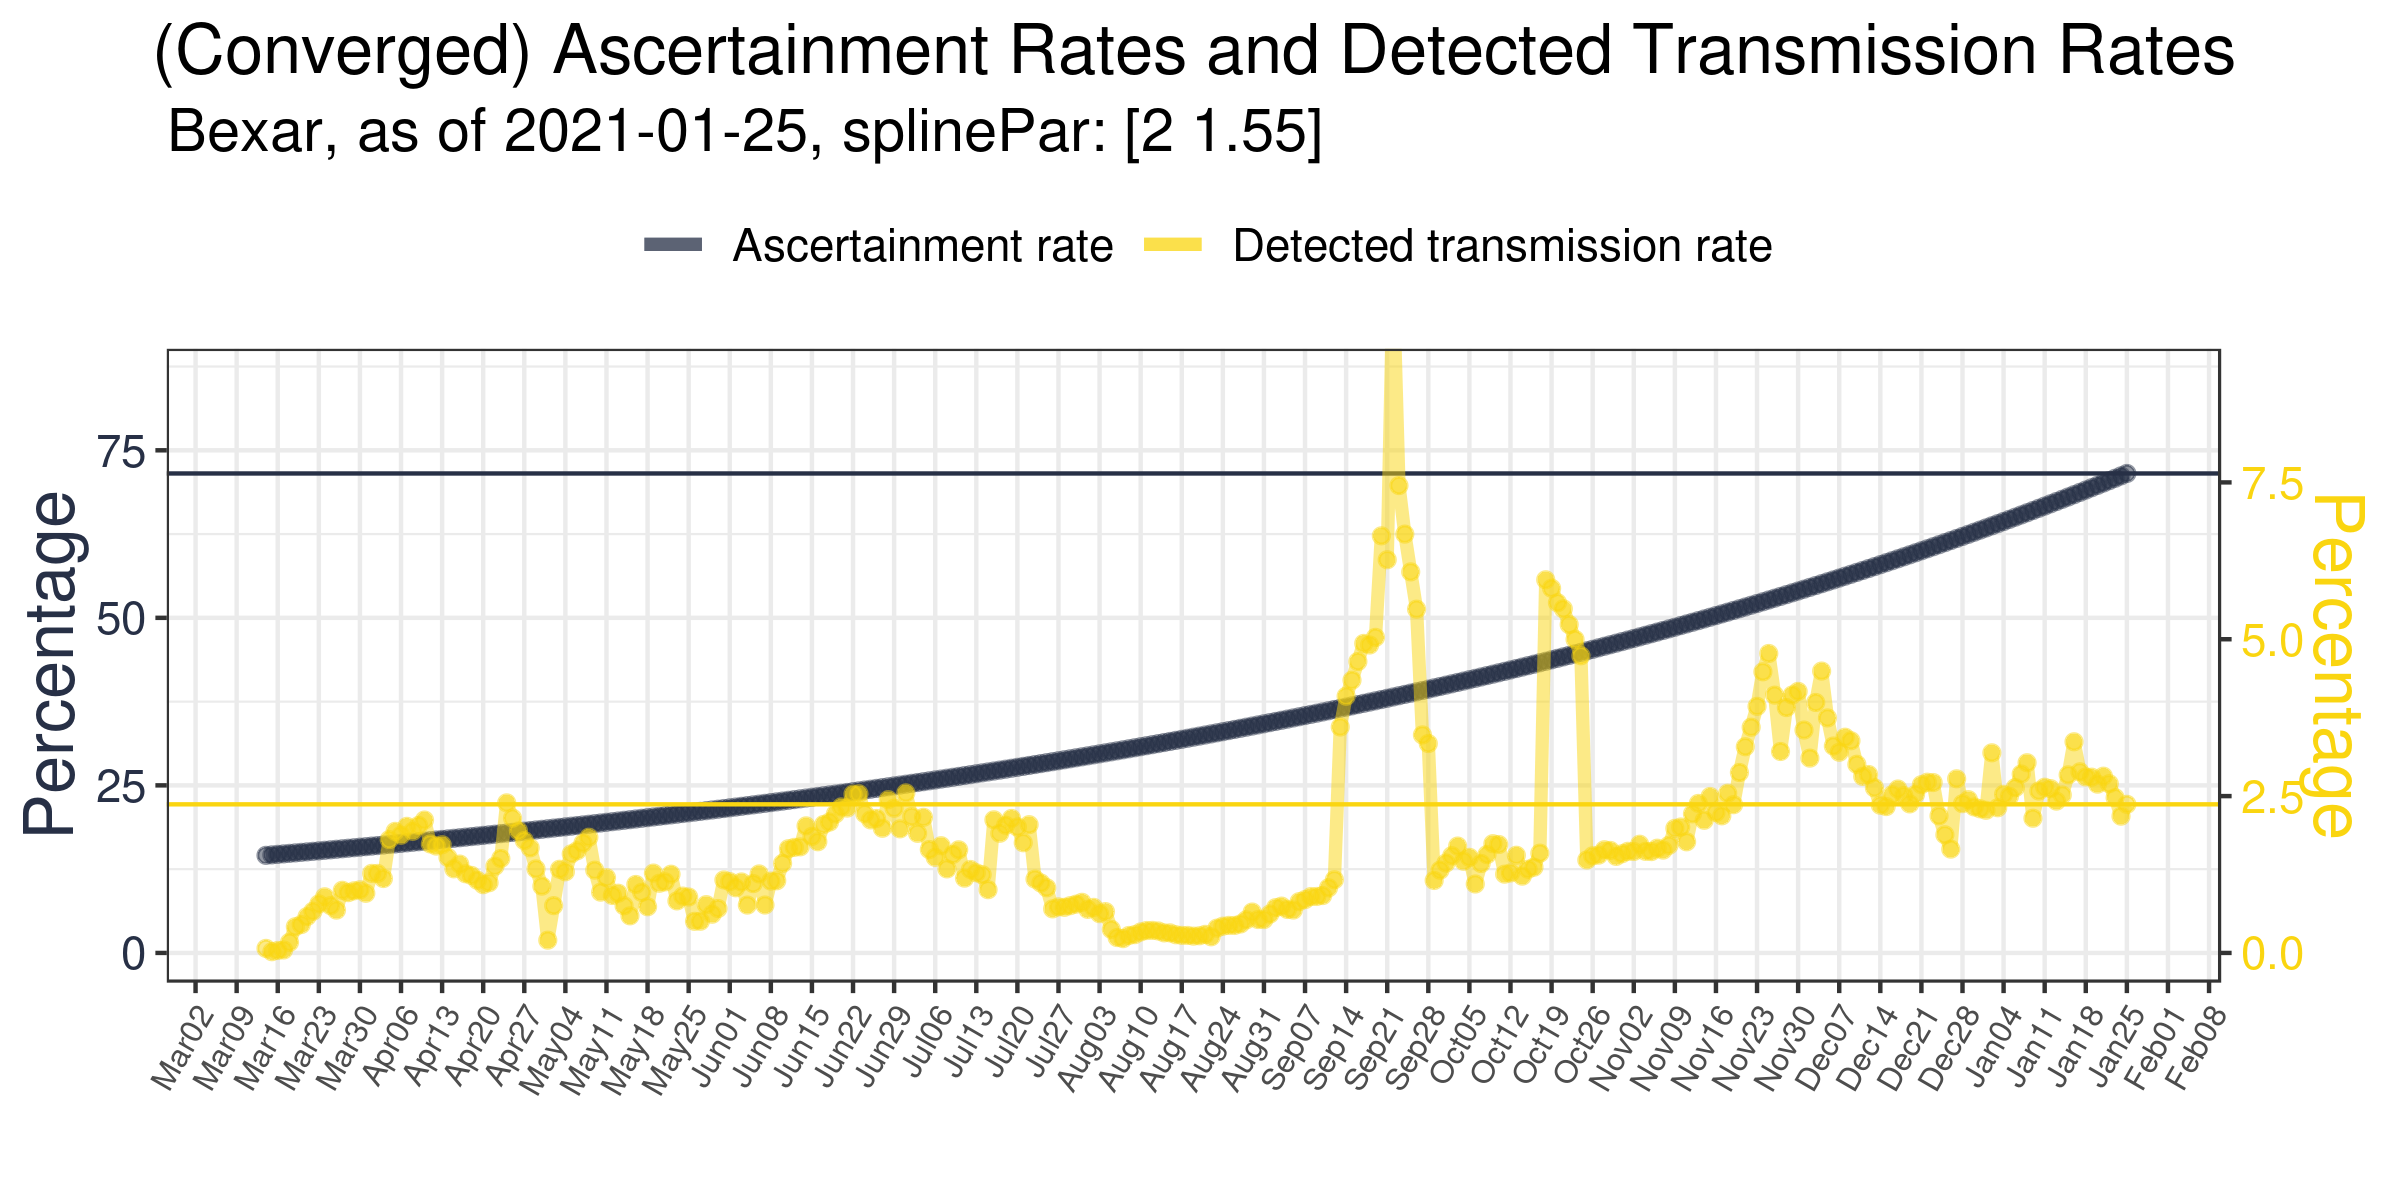 (Converged) Ascertainment Rates and Detected Transmission Rates
Bexar, as of 2021-01-25, splinePar: [2 1.55]
Ascertainment rate Detected transmission rate
Percentage
75
50
25
0
7.5
5.0
2.5
0.0
Percentage
Mar02 Mar09 Mar16 Mar23 Mar30 Apr06 Apr13 Apr20 Apr27 May04 May11 May18 May25 Jun01 Jun08 Jun15 Jun22 Jun29 Jul06 Jul13 Jul20 Jul27 Aug03 Aug10 Aug17 Aug24 Aug31 Sep07 Sep14 Sep21 Sep28 Oct05 Oct12 Oct19 Oct26 Nov02 Nov09 Nov16 Nov23 Nov30 Dec07 Dec14 Dec21 Dec28 Jan04 Jan11 Jan18 Jan25 Feb01 Feb08